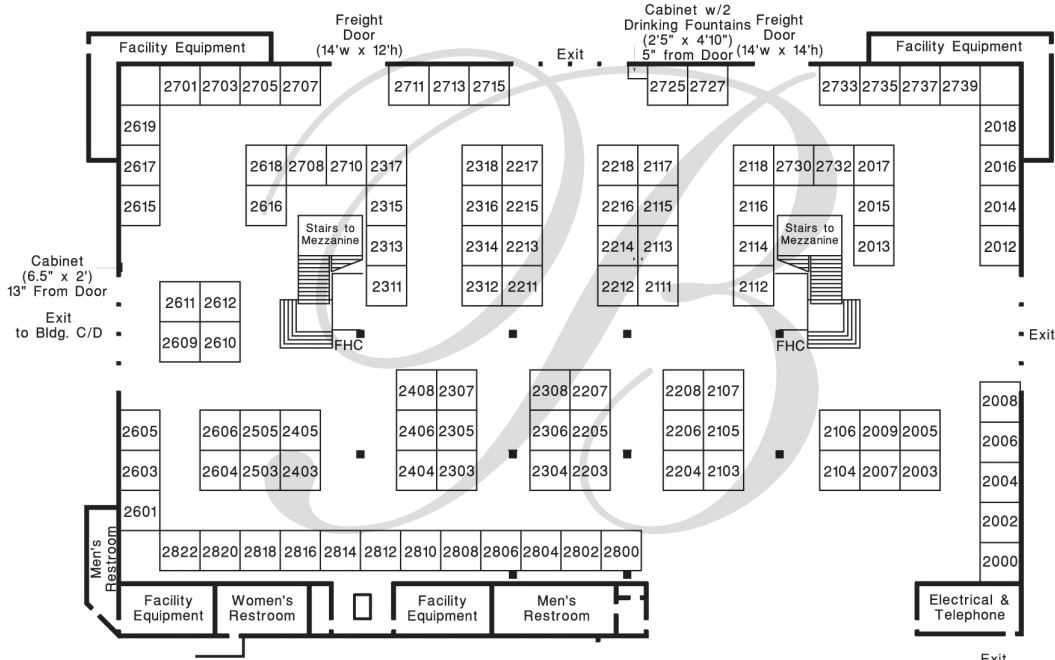 Freight
Door
(14'w x 12'h)
Cabinet w/2
Drinking Fountains
(2'5" x 4'10")
5" from Door
Freight
Door
(14'w x 14'h)
Exit
Facility Equipment
Facility Equipment
2701 2703 2705 2707
2711 2713 2715
2725 2727
2733 2735 2737 2739
2619
2018
2617
2618 2708 2710 2317
2318 2217
2218 2117
2118 2730 2732 2017
2016
2615
2616
2315
2316 2215
2216 2115
2116
2015
2014
Stairs to
Mezzanine
Stairs to
Mezzanine
2313
2314 2213
2214 2113
2114
2013
2012
Cabinet
(6.5" x 2')
13" From Door
2311
2312 2211
2212 2111
2112
2611 2612
Exit
to Bldg. C/D
2609 2610
FHC
FHC
Exit
2408 2307
2308 2207
2208 2107
2008
2605
2606 2505 2405
2406 2305
2306 2205
2206 2105
2106 2009 2005
2006
2603
2604 2503 2403
2404 2303
2304 2203
2204 2103
2104 2007 2003
2004
2601
2002
Men's
Restroom
2822 2820 2818 2816 2814 2812 2810 2808 2806 2804 2802 2800
2000
Facility
Equipment
Women's
Restroom
Facility
Equipment
Men's
Restroom
Electrical &
Telephone
Exit
B